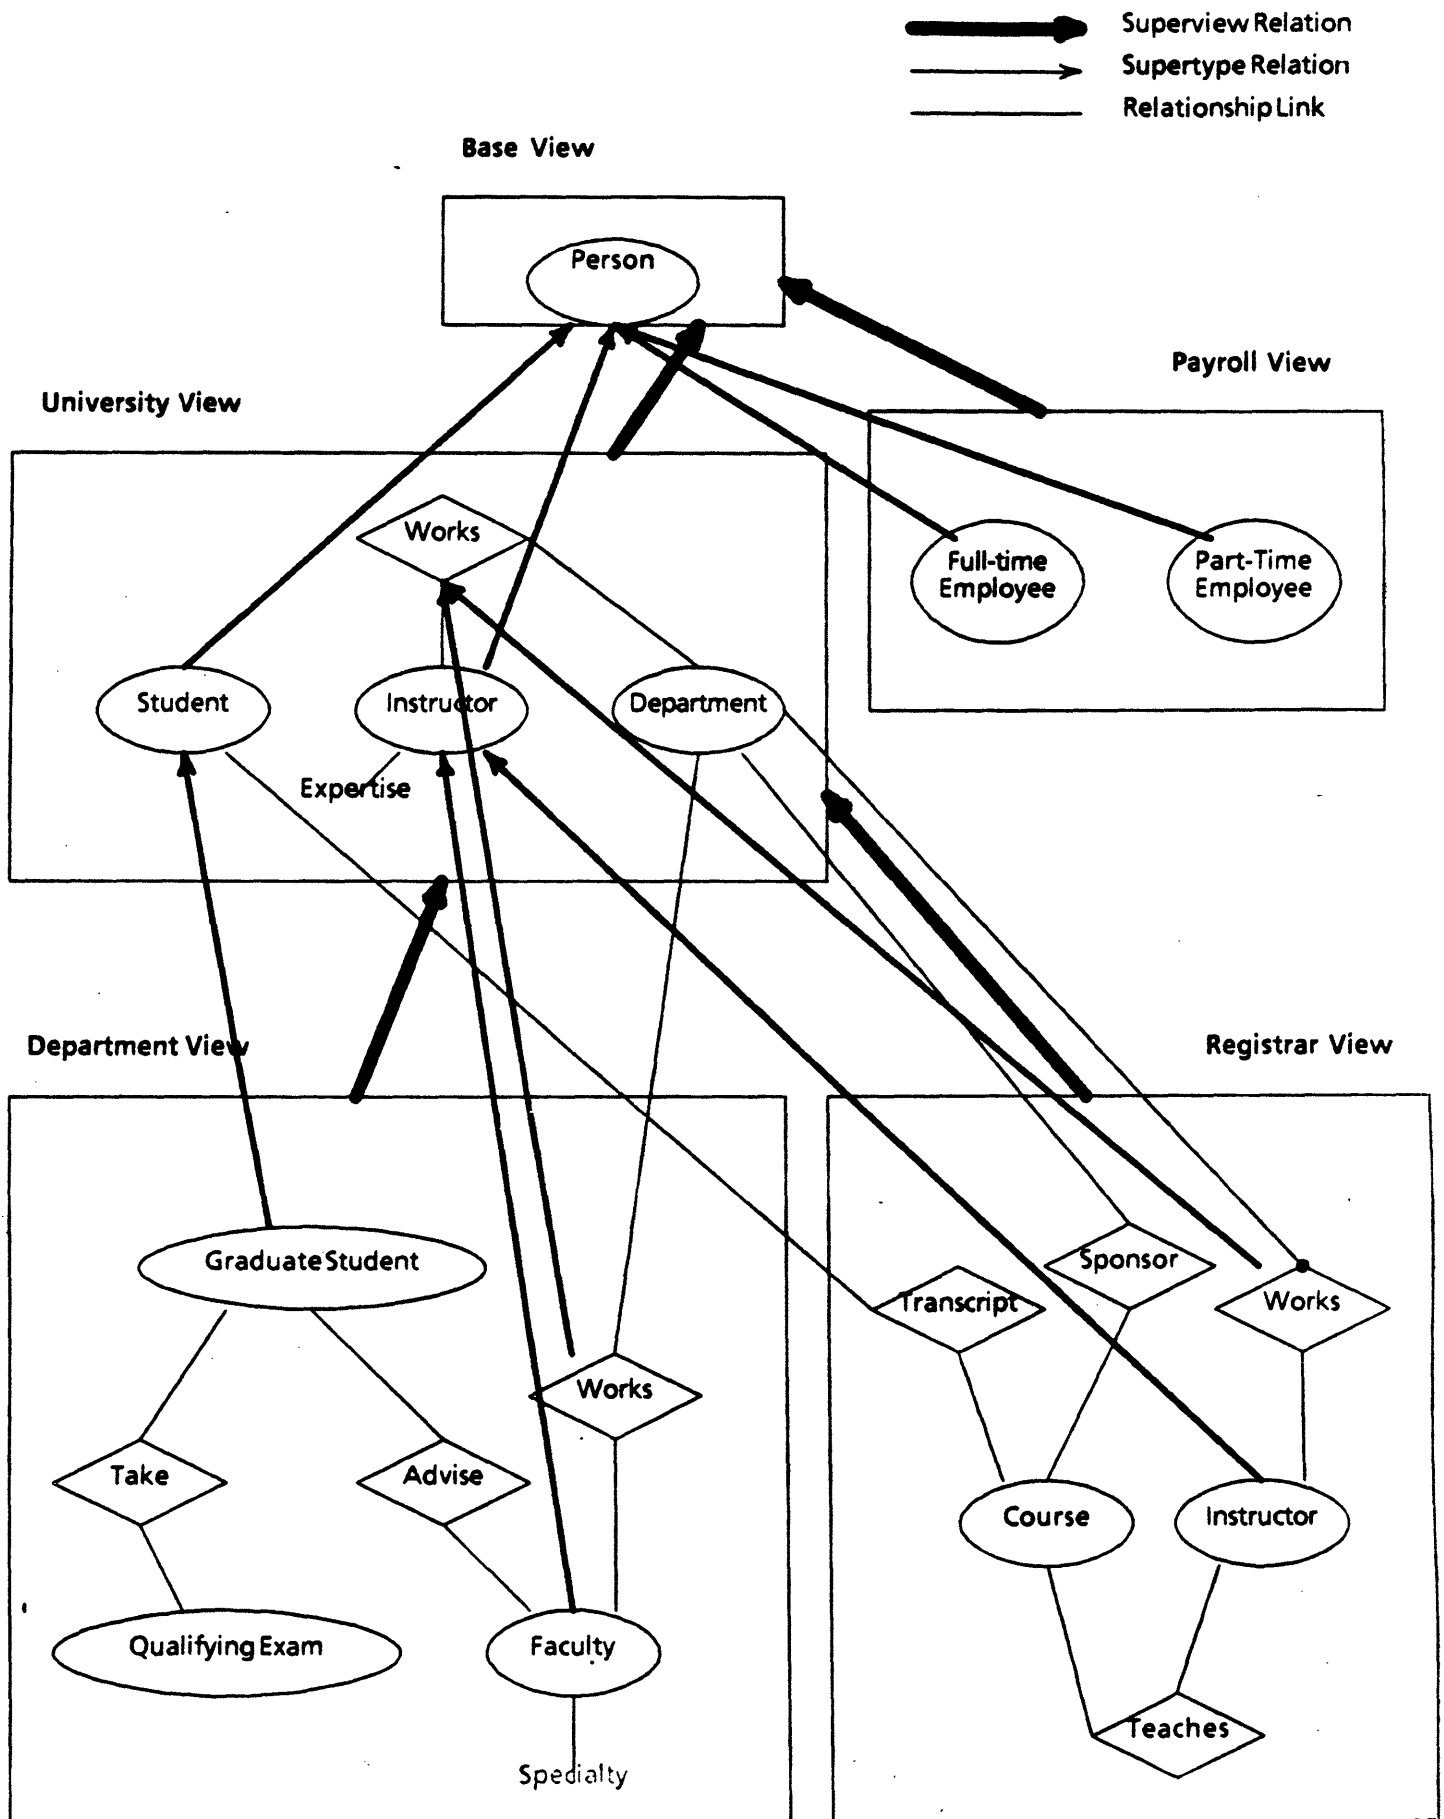 Superview Relation
Supertype Relation
Relationship Link
Base View
Person
Payroll View
University View
Works
Full-time
Employee
Part-Time
Employee
Student
Instructor
Department
Expertise
Department View
Registrar View
Graduate Student
Sponsor
Transcript
Works
Works
Take
Advise
Course
Instructor
Qualifying Exam
Faculty
Teaches
Specialty